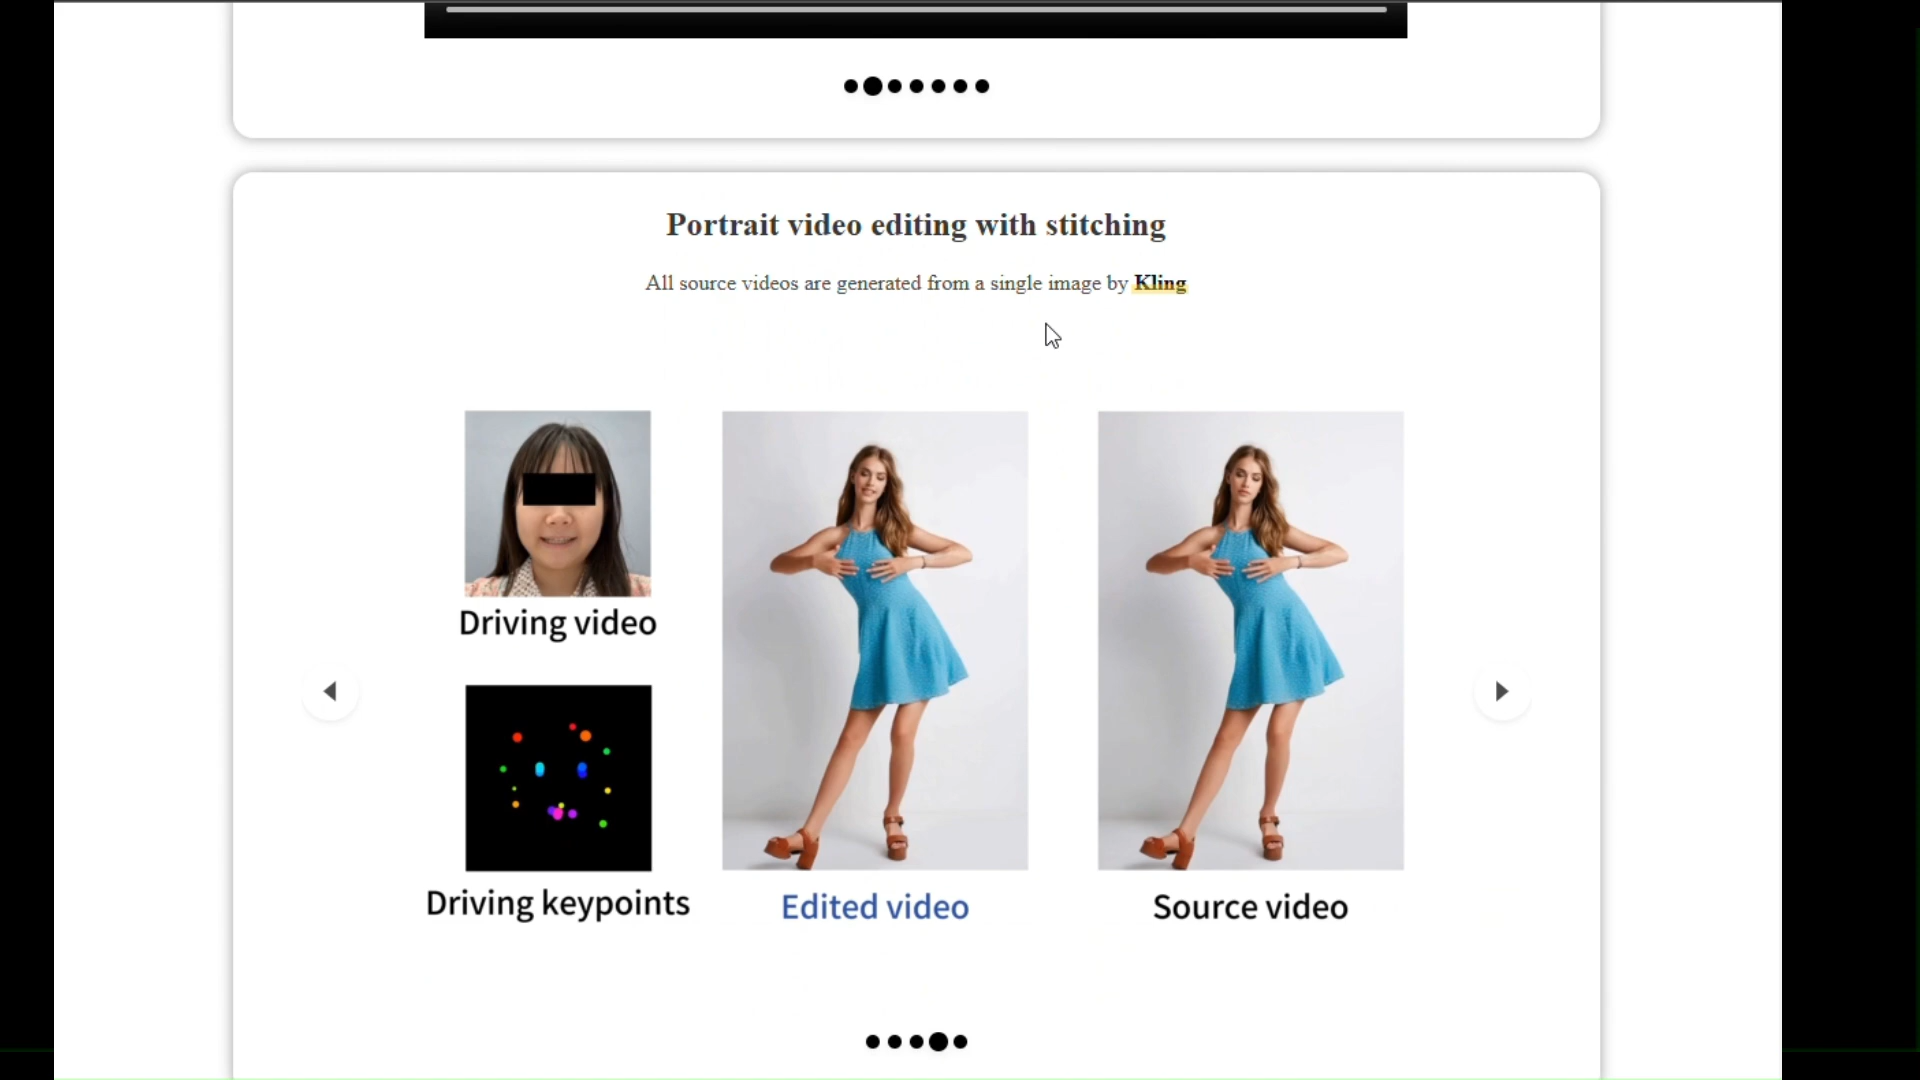 Portrait video editing with stitching
All source videos are generated from a single image by Kling
Driving video
Driving keypoints
Edited video
Source video